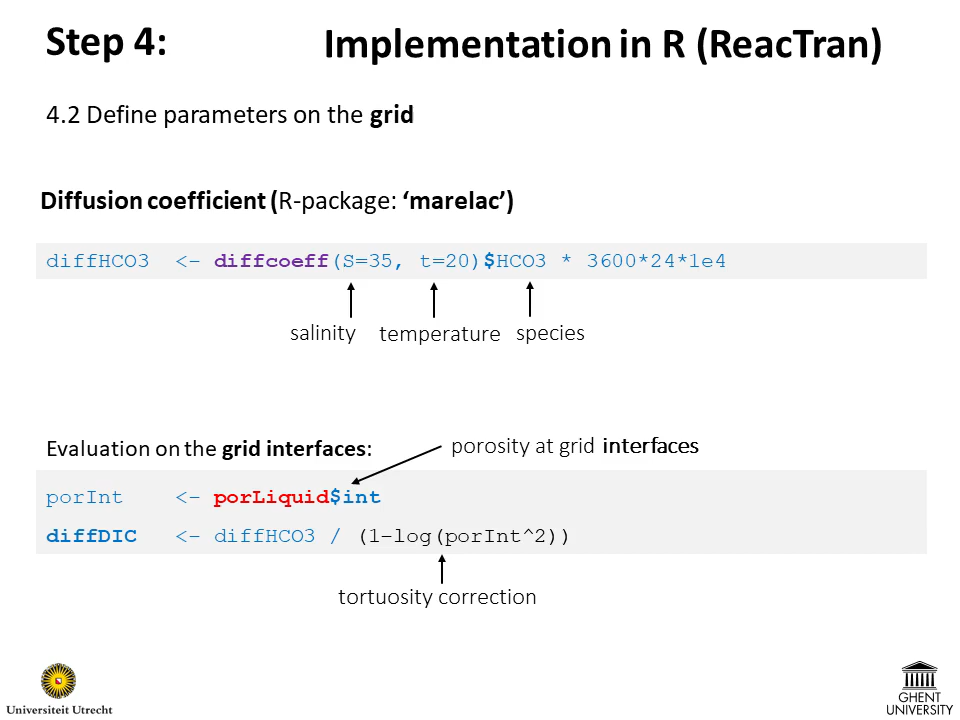 Step 4: Implementation in R (ReacTran)
4.2 Define parameters on the grid
Diffusion coefficient (R-package: ‘marelac’)
diffHCO3 <- diffcoeff(S=35, t=20)$HCO3 * 3600*24*1e4
salinity temperature species
Evaluation on the grid interfaces: porosity at grid interfaces
porInt <- porLiquid$int
diffDIC <- diffHCO3 / (1-log(porInt^2))
tortuosity correction
Universiteit Utrecht
GHENT
UNIVERSITY